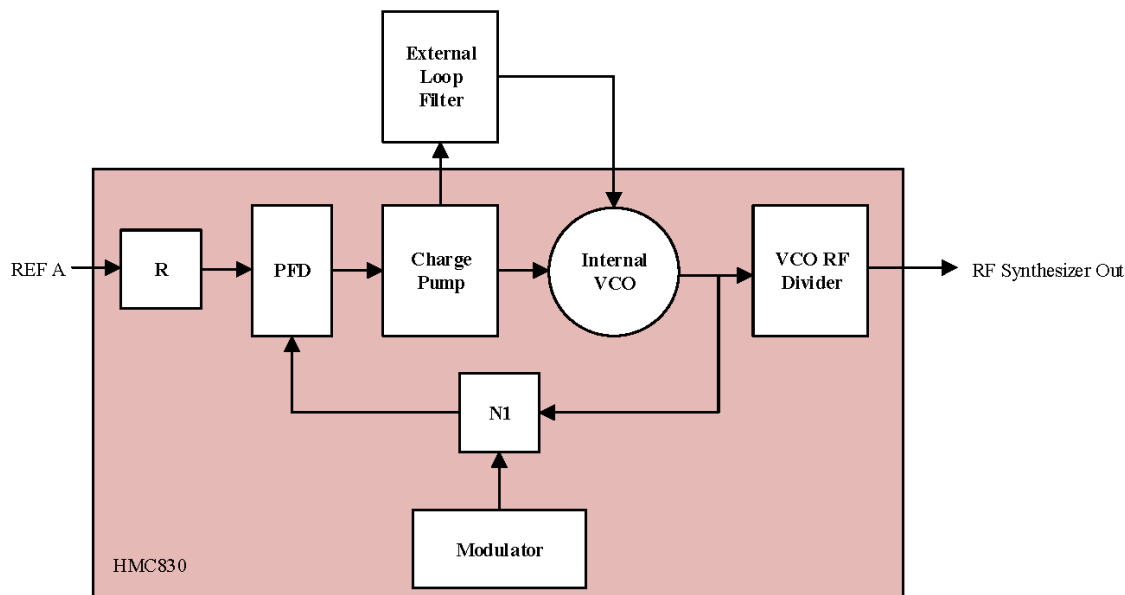 External
Loop
Filter
REF A
R
PFD
Charge
Pump
Internal
VCO
VCO RF
Divider
RF Synthesizer Out
N1
Modulator
HMC830